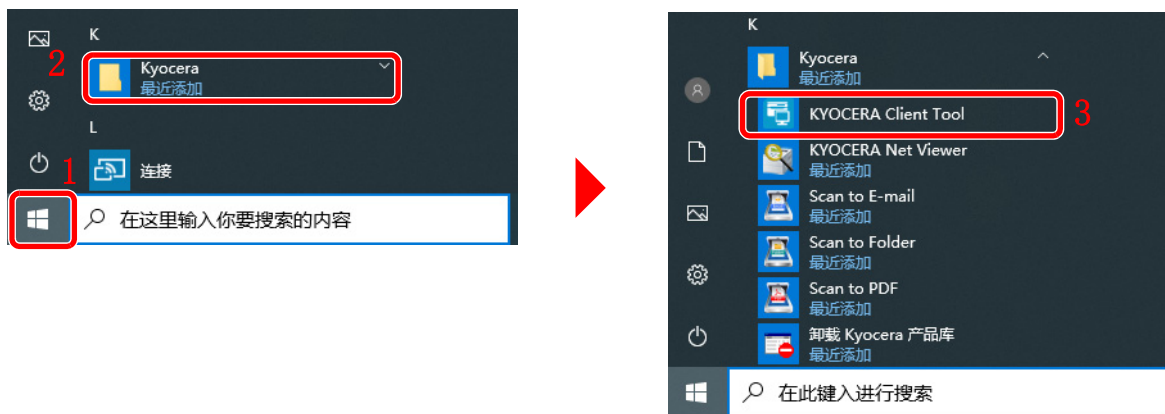 K
2
Kyocera
最近添加
L
1
连接
在这里输入你要搜索的内容
K
Kyocera
最近添加
KYOCERA Client Tool
3
KYOCERA Net Viewer
最近添加
Scan to E-mail
最近添加
Scan to Folder
最近添加
Scan to PDF
最近添加
卸载 Kyocera 产品库
最近添加
在此键入进行搜索